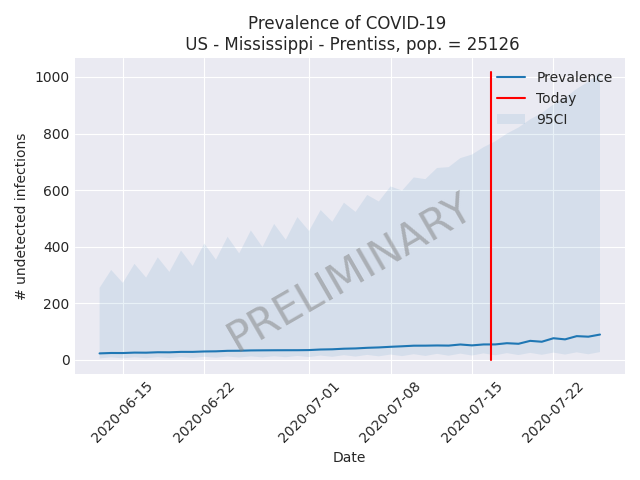 Prevalence of COVID-19
US - Mississippi - Prentiss, pop. = 25126
Prevalence
Today
95CI
# undetected infections
1000
800
600
400
200
0
PRELIMINARY
2020-06-15
2020-06-22
2020-07-01
2020-07-08
2020-07-15
2020-07-22
Date